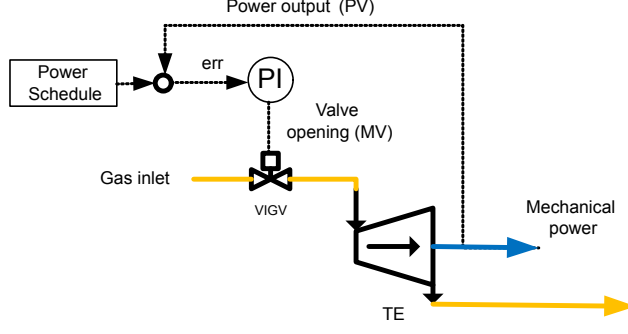 Power output (PV)
Power
Schedule
err
PI
Valve
opening (MV)
Gas inlet
VIGV
Mechanical
power
TE